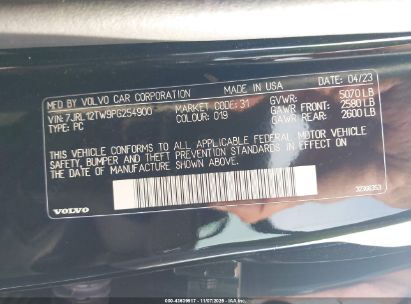 MFD BY VOLVO CAR CORPORATION MADE IN USA DATE: 04/23
VIN: 7JRL12TW9PG254900 MARKET CODE: 31 GVWR: 5070 LB
TYPE: PC COLOUR: 019 GAWR FRONT: 2580 LB
GAWR REAR: 2600 LB
THIS VEHICLE CONFORMS TO ALL APPLICABLE FEDERAL MOTOR VEHICLE
SAFETY, BUMPER AND THEFT PREVENTION STANDARDS IN EFFECT ON
THE DATE OF MANUFACTURE SHOWN ABOVE.
VOLVO